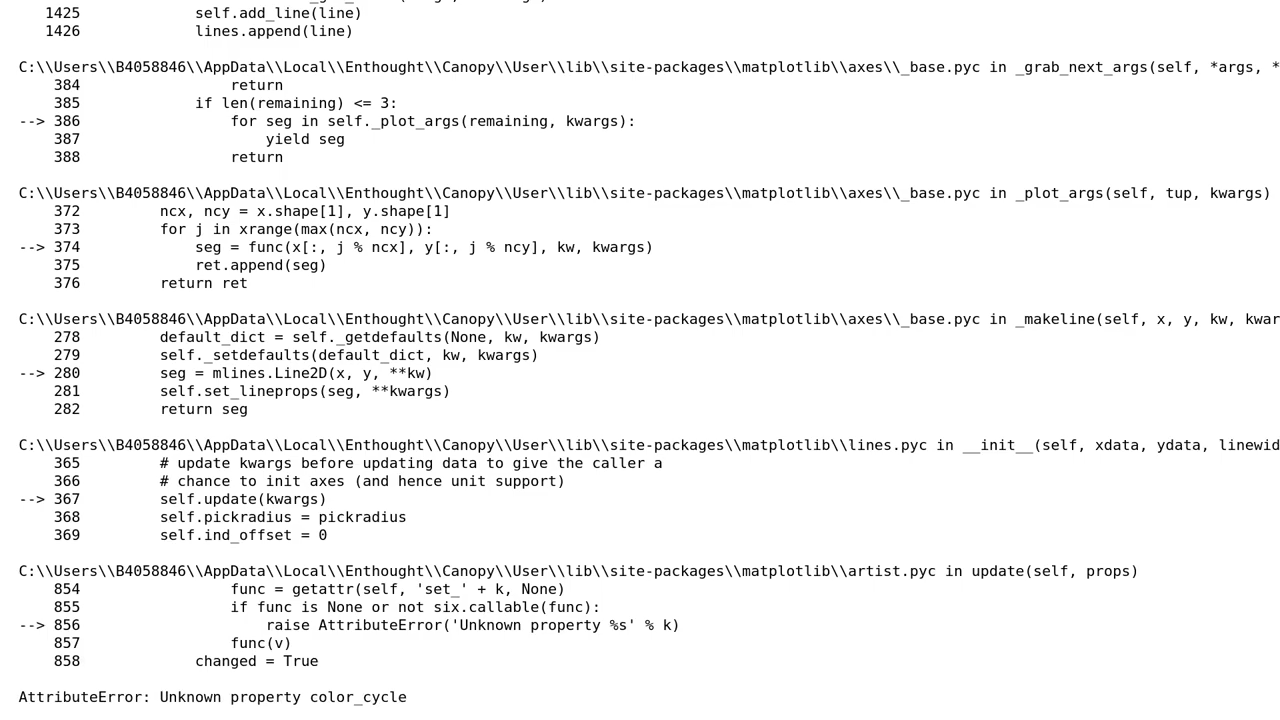 1425             self.add_line(line)
1426             lines.append(line)
C:\\Users\\B4058846\\AppData\\Local\\Enthought\\Canopy\\User\\lib\\site-packages\\matplotlib\\axes\\_base.pyc in _grab_next_args(self, *args, *
384                 return
385             if len(remaining) <= 3:
--> 386                 for seg in self._plot_args(remaining, kwargs):
387                     yield seg
388                 return
C:\\Users\\B4058846\\AppData\\Local\\Enthought\\Canopy\\User\\lib\\site-packages\\matplotlib\\axes\\_base.pyc in _plot_args(self, tup, kwargs)
372         ncx, ncy = x.shape[1], y.shape[1]
373         for j in xrange(max(ncx, ncy)):
--> 374             seg = func(x[:, j % ncx], y[:, j % ncy], kw, kwargs)
375             ret.append(seg)
376         return ret
C:\\Users\\B4058846\\AppData\\Local\\Enthought\\Canopy\\User\\lib\\site-packages\\matplotlib\\axes\\_base.pyc in _makeline(self, x, y, kw, kwar
278         default_dict = self._getdefaults(None, kw, kwargs)
279         self._setdefaults(default_dict, kw, kwargs)
--> 280         seg = mlines.Line2D(x, y, **kw)
281         self.set_lineprops(seg, **kwargs)
282         return seg
C:\\Users\\B4058846\\AppData\\Local\\Enthought\\Canopy\\User\\lib\\site-packages\\matplotlib\\lines.pyc in __init__(self, xdata, ydata, linewid
365         # update kwargs before updating data to give the caller a
366         # chance to init axes (and hence unit support)
--> 367         self.update(kwargs)
368         self.pickradius = pickradius
369         self.ind_offset = 0
C:\\Users\\B4058846\\AppData\\Local\\Enthought\\Canopy\\User\\lib\\site-packages\\matplotlib\\artist.pyc in update(self, props)
854                 func = getattr(self, 'set_' + k, None)
855                 if func is None or not six.callable(func):
--> 856                     raise AttributeError('Unknown property %s' % k)
857                 func(v)
858             changed = True
AttributeError: Unknown property color_cycle